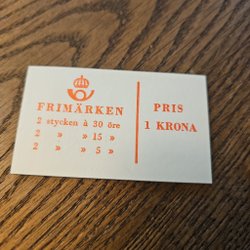 FRIMÄRKEN
2 stycken à 30 öre
2 » » 15 »
2 » » 5 »
PRIS
1 KRONA